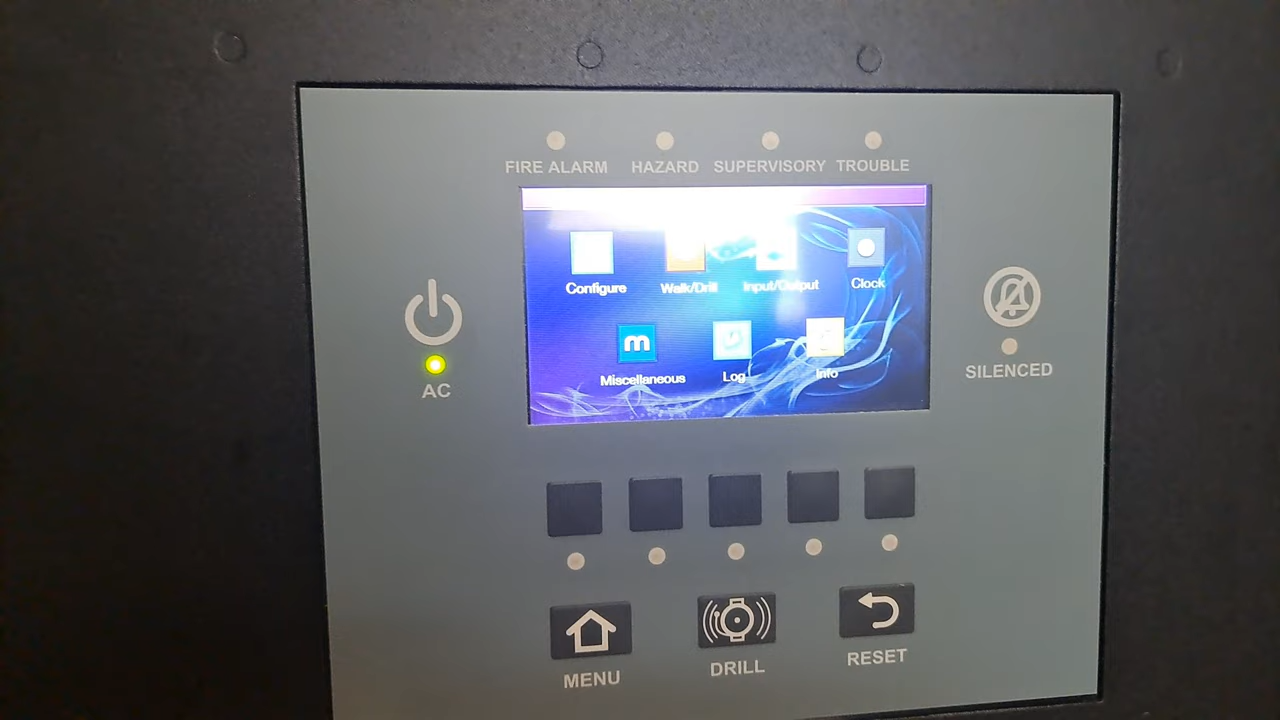 FIRE ALARM HAZARD SUPERVISORY TROUBLE
Configure Walk/Drill Input/Output Clock
m
Miscellaneous Log Info
AC
SILENCED
MENU DRILL RESET